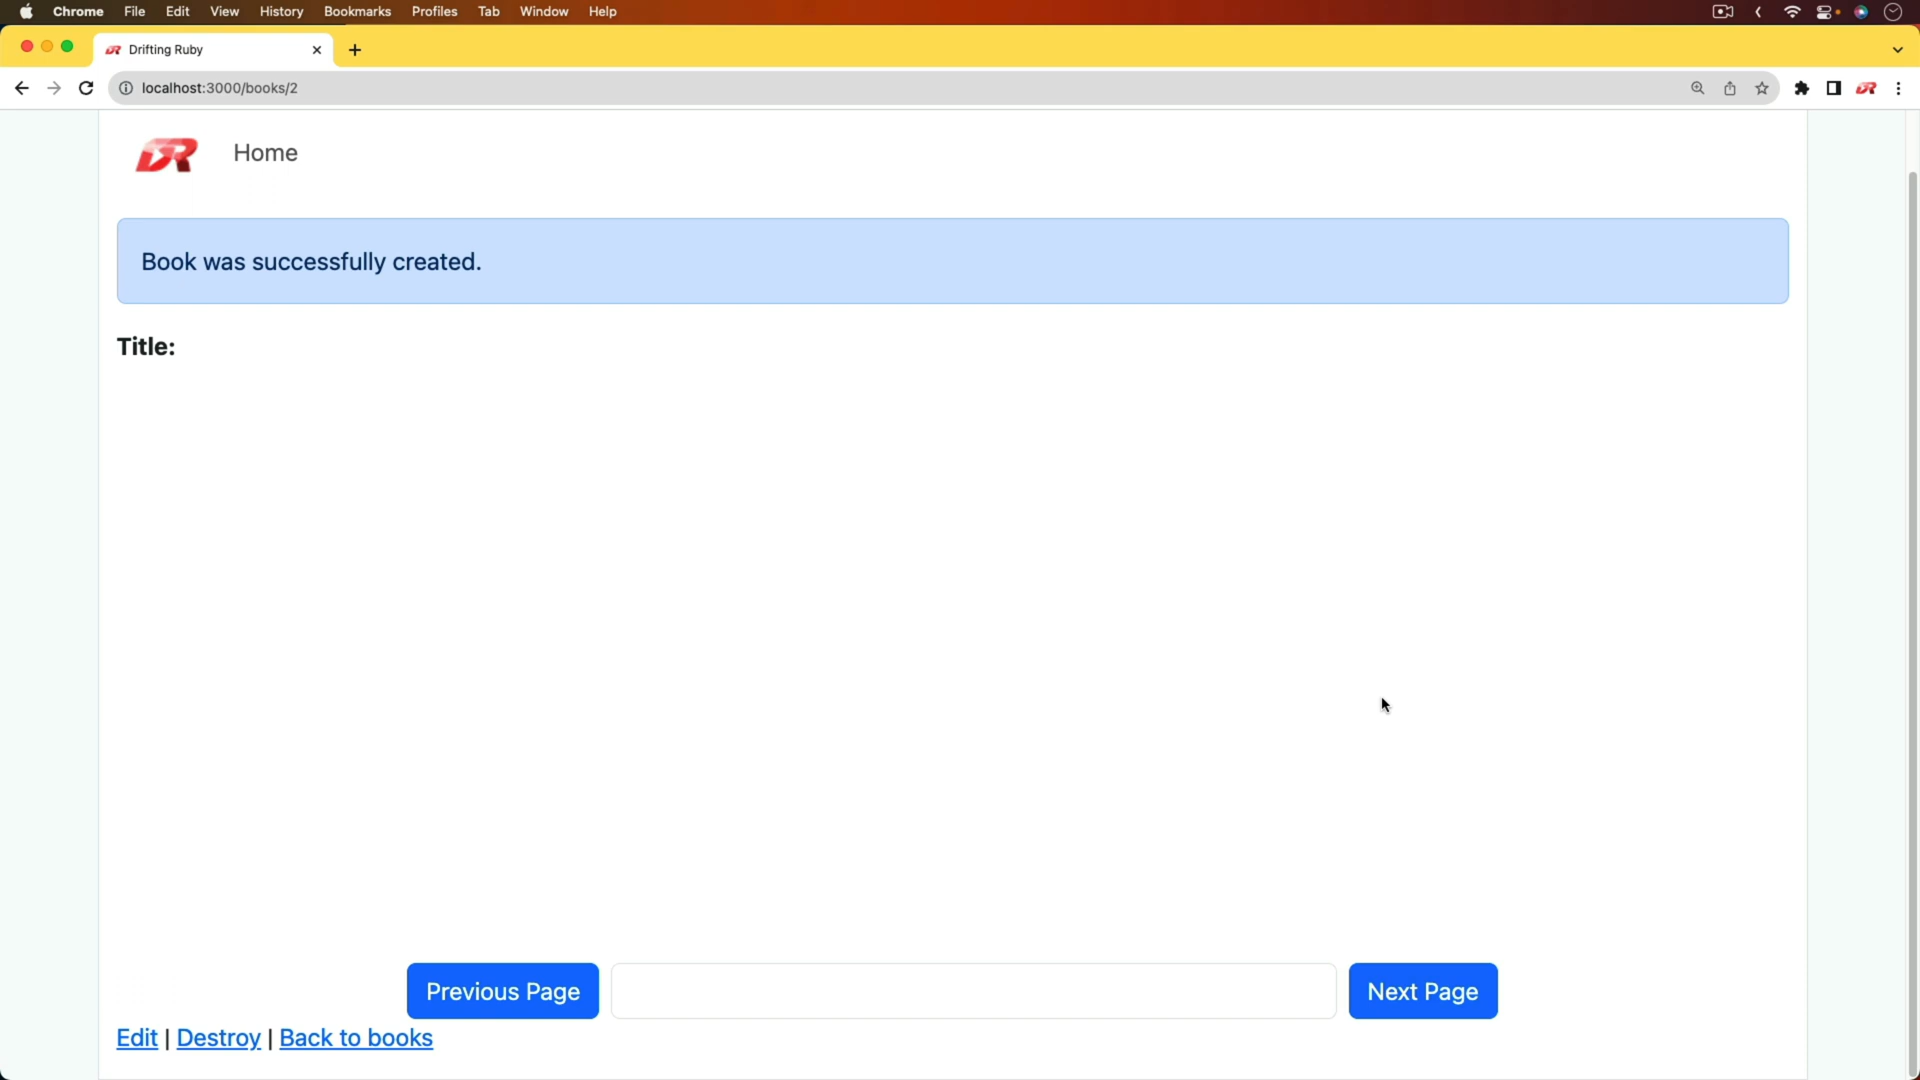 Chrome File Edit View History Bookmarks Profiles Tab Window Help
Drifting Ruby
localhost:3000/books/2
DR Home
Book was successfully created.
Title:
Previous Page Next Page
Edit | Destroy | Back to books